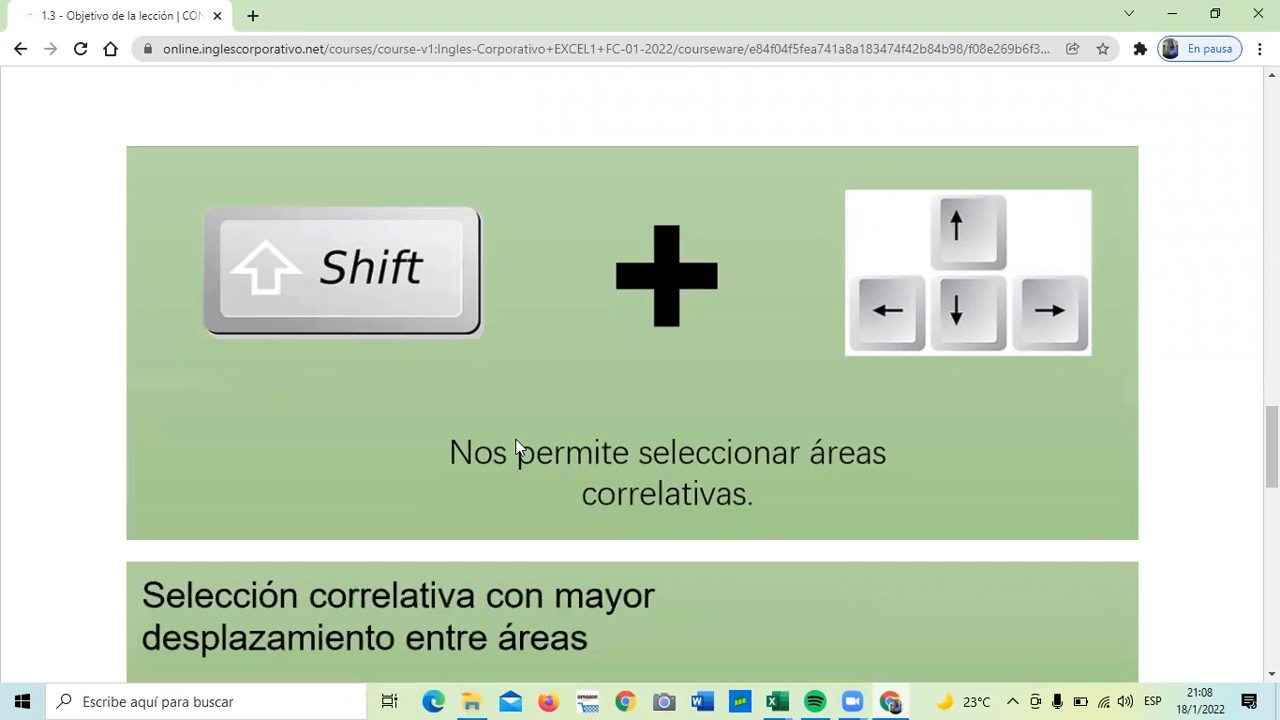 1.3 - Objetivo de la lección | CON
online.inglescorporativo.net/courses/course-v1:Ingles-Corporativo+EXCEL1+FC-01-2022/courseware/e84f04f5fea741a8a183474f42b84b98/f08e269b6f3...
En pausa
Shift
Nos permite seleccionar áreas
correlativas.
Selección correlativa con mayor
desplazamiento entre áreas
Escribe aquí para buscar
amazon
23°C
ESP
21:08
18/1/2022